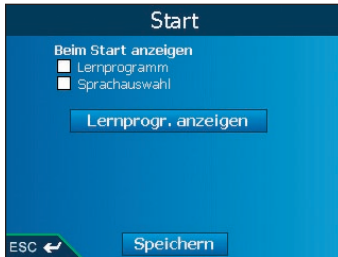 Start
Beim Start anzeigen
Lernprogramm
Sprachauswahl
Lernprogr. anzeigen
ESC
Speichern